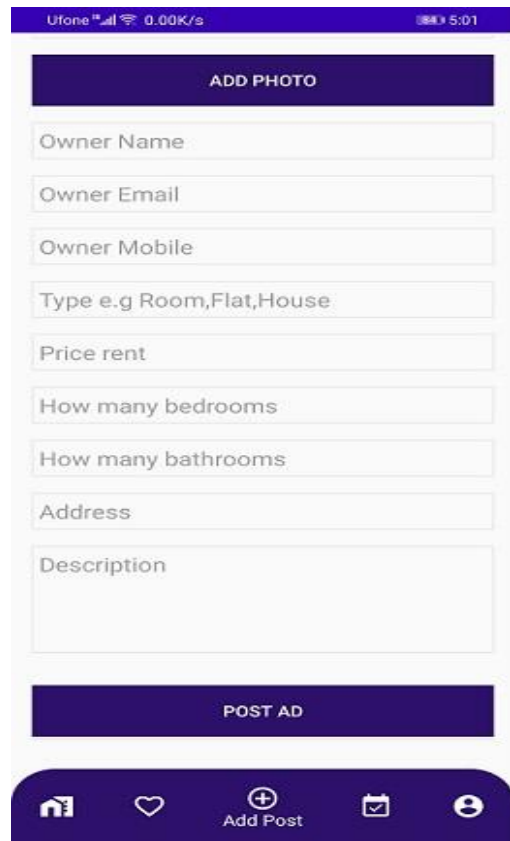 Ufone 0.00K/s 84 5:01
ADD PHOTO
Owner Name
Owner Email
Owner Mobile
Type e.g Room,Flat,House
Price rent
How many bedrooms
How many bathrooms
Address
Description
POST AD
Add Post